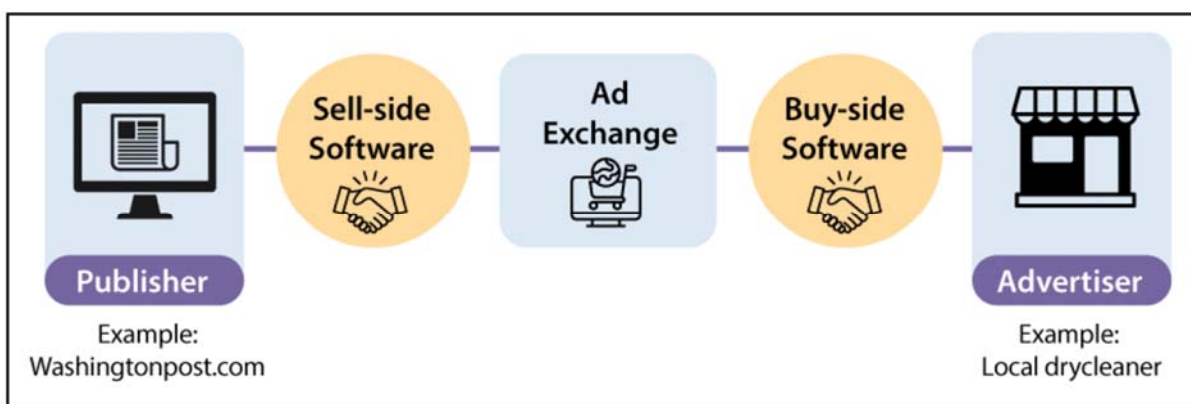 Sell-side
Software
Ad
Exchange
Buy-side
Software
Publisher
Advertiser
Example:
Washingtonpost.com
Example:
Local drycleaner